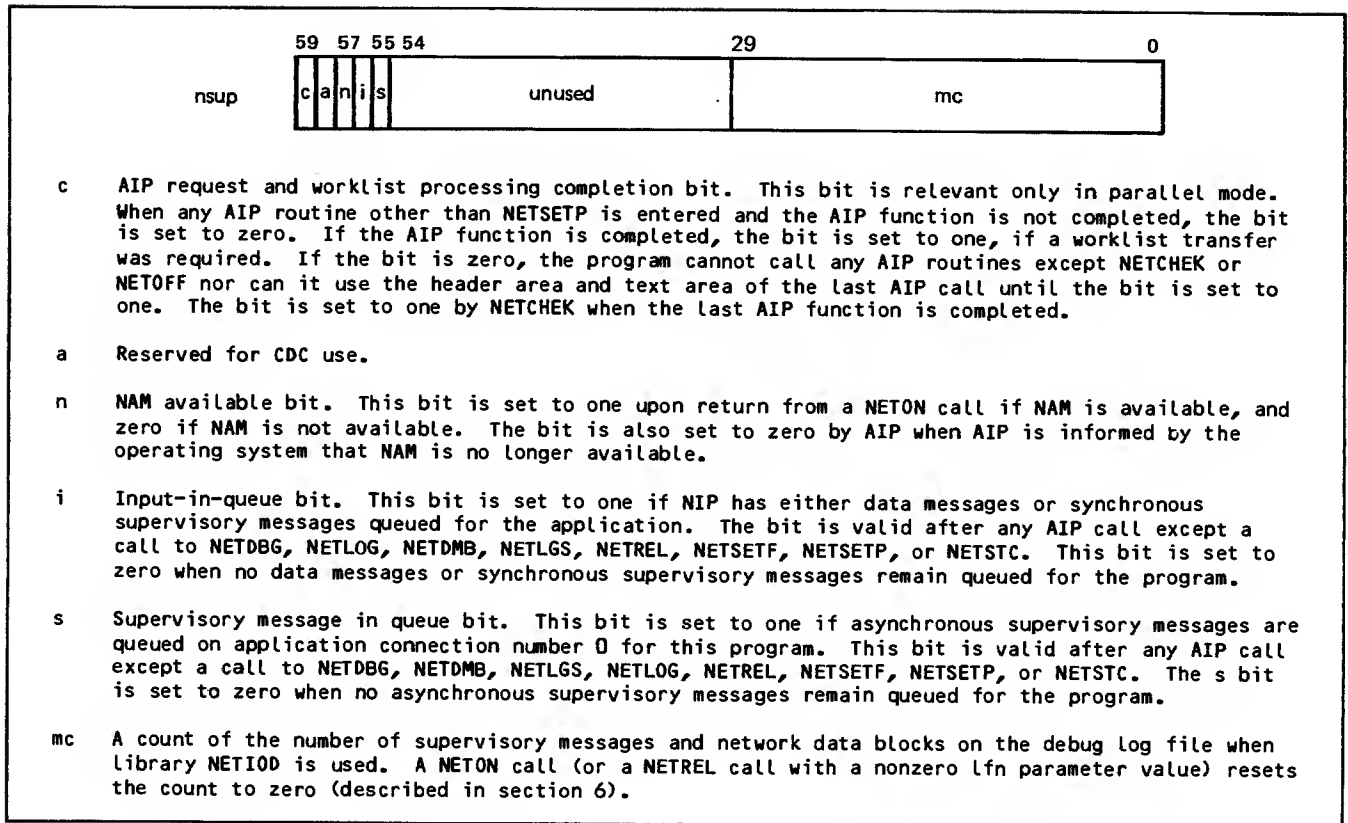 59 57 55 54 29 0
nsup c a n i s unused mc
c AIP request and worklist processing completion bit. This bit is relevant only in parallel mode.
When any AIP routine other than NETSETP is entered and the AIP function is not completed, the bit
is set to zero. If the AIP function is completed, the bit is set to one, if a worklist transfer
was required. If the bit is zero, the program cannot call any AIP routines except NETCHEK or
NETOFF nor can it use the header area and text area of the last AIP call until the bit is set to
one. The bit is set to one by NETCHEK when the last AIP function is completed.
a Reserved for CDC use.
n NAM available bit. This bit is set to one upon return from a NETON call if NAM is available, and
zero if NAM is not available. The bit is also set to zero by AIP when AIP is informed by the
operating system that NAM is no longer available.
i Input-in-queue bit. This bit is set to one if NIP has either data messages or synchronous
supervisory messages queued for the application. The bit is valid after any AIP call except a
call to NETDBG, NETLOG, NETDMB, NETLGS, NETREL, NETSETF, NETSETP, or NETSTC. This bit is set to
zero when no data messages or synchronous supervisory messages remain queued for the program.
s Supervisory message in queue bit. This bit is set to one if asynchronous supervisory messages are
queued on application connection number 0 for this program. This bit is valid after any AIP call
except a call to NETDBG, NETDMB, NETLGS, NETLOG, NETREL, NETSETF, NETSETP, or NETSTC. The s bit
is set to zero when no asynchronous supervisory messages remain queued for the program.
mc A count of the number of supervisory messages and network data blocks on the debug log file when
library NETIOD is used. A NETON call (or a NETREL call with a nonzero lfn parameter value) resets
the count to zero (described in section 6).